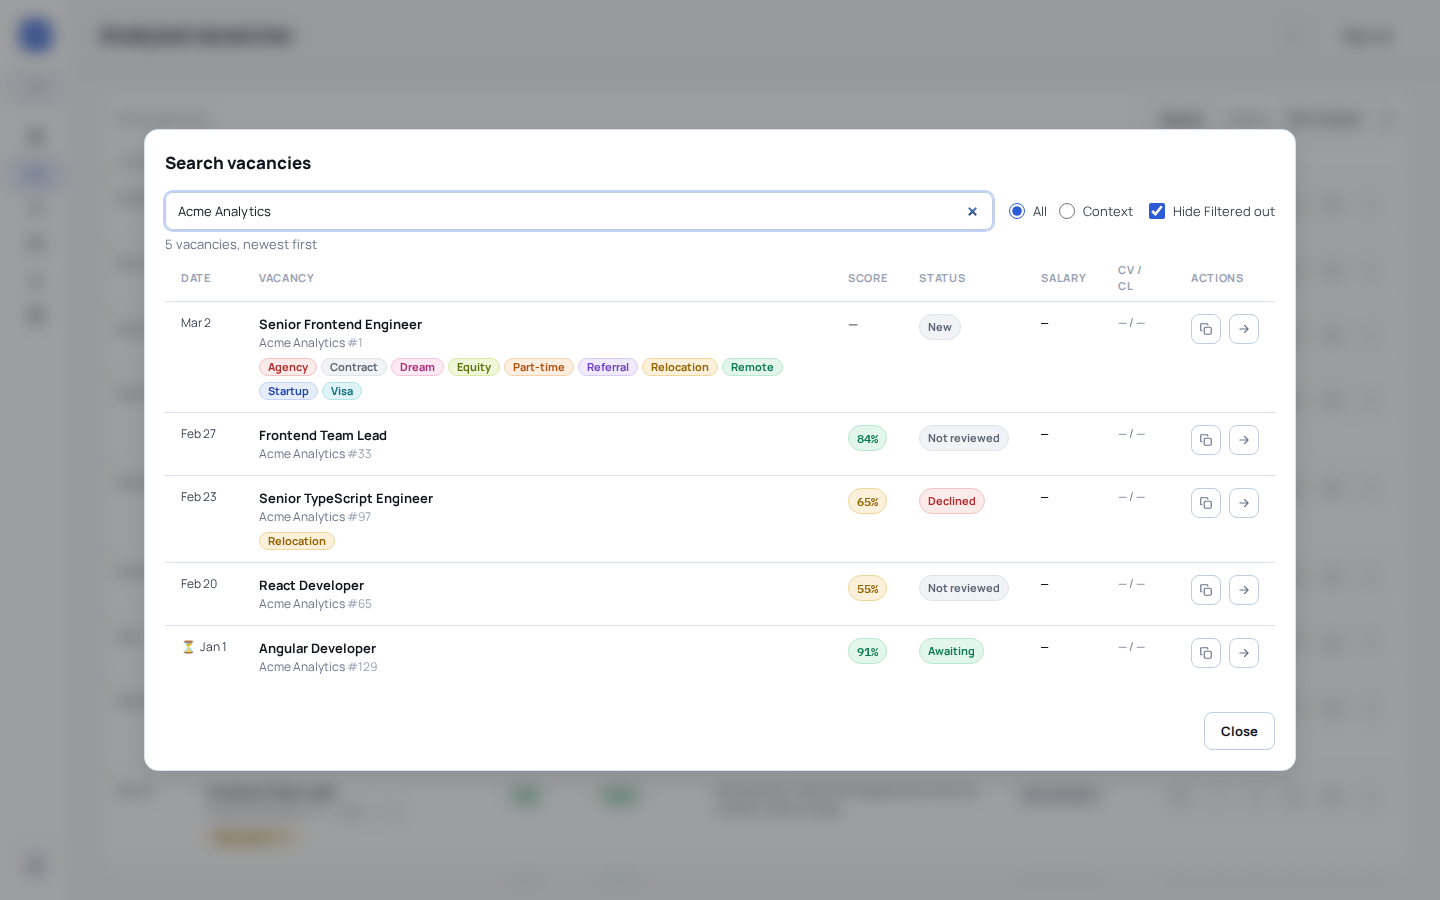 Search vacancies
Acme Analytics
All Context Hide Filtered out
5 vacancies, newest first
DATE VACANCY SCORE STATUS SALARY CV / CL ACTIONS
Mar 2 Senior Frontend Engineer — New – — / —
Acme Analytics #1
Agency Contract Dream Equity Part-time Referral Relocation Remote
Startup Visa
Feb 27 Frontend Team Lead 84% Not reviewed – — / —
Acme Analytics #33
Feb 23 Senior TypeScript Engineer 65% Declined – — / —
Acme Analytics #97
Relocation
Feb 20 React Developer 55% Not reviewed – — / —
Acme Analytics #65
⏳ Jan 1 Angular Developer 91% Awaiting – — / —
Acme Analytics #129
Close